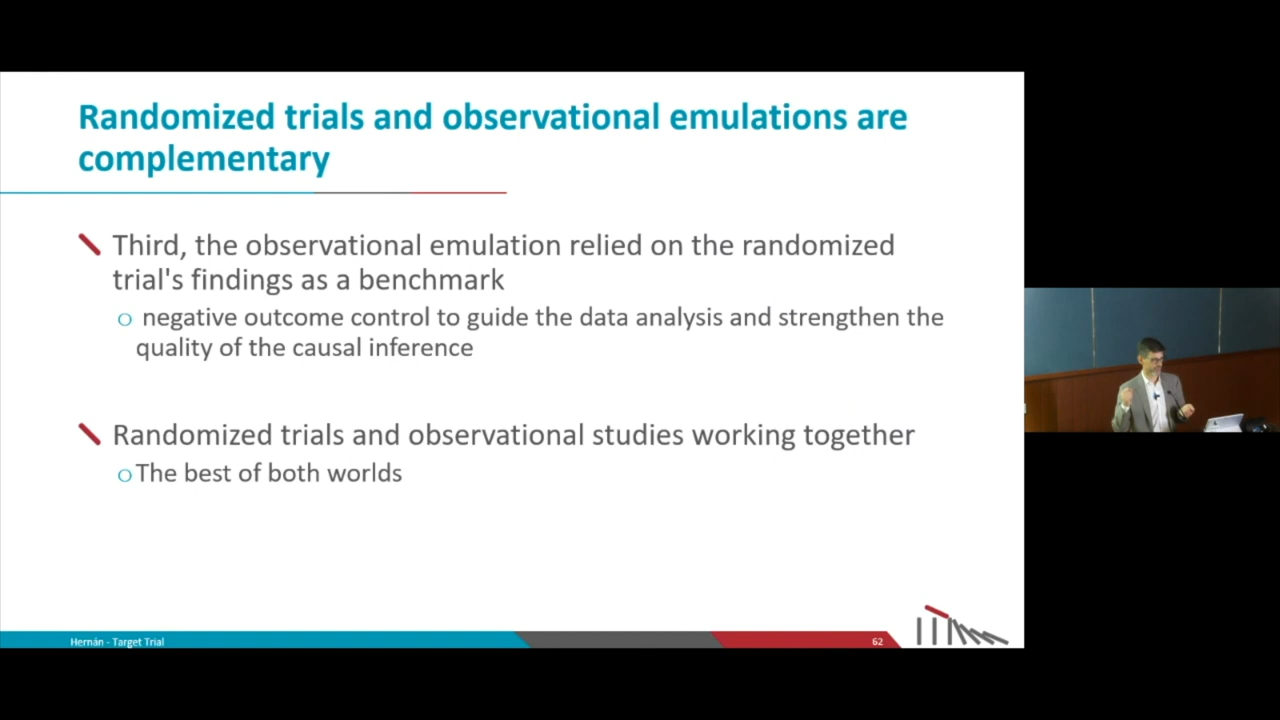 Randomized trials and observational emulations are
complementary
Third, the observational emulation relied on the randomized
trial's findings as a benchmark
o negative outcome control to guide the data analysis and strengthen the
quality of the causal inference
Randomized trials and observational studies working together
o The best of both worlds
Hernán - Target Trial
62